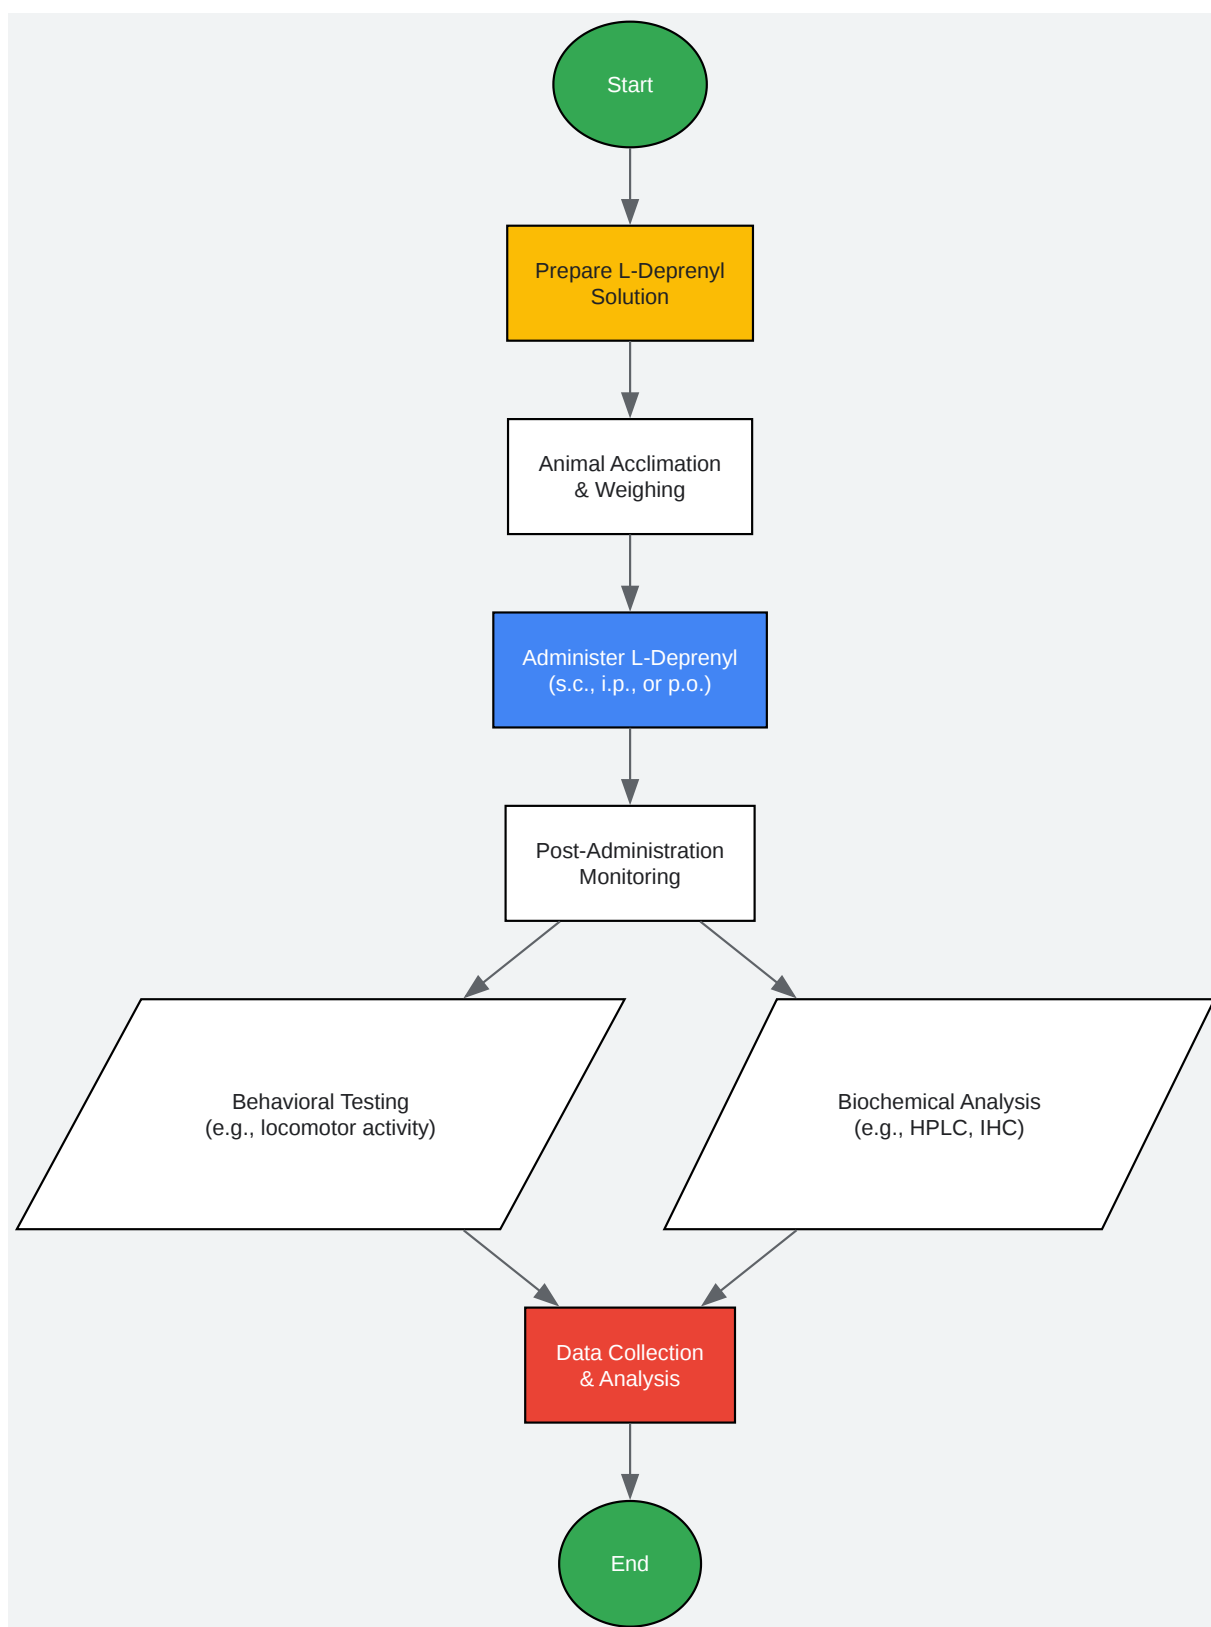 Start
Prepare L-Deprenyl
Solution
Animal Acclimation
& Weighing
Administer L-Deprenyl
(s.c., i.p., or p.o.)
Post-Administration
Monitoring
Behavioral Testing
(e.g., locomotor activity)
Biochemical Analysis
(e.g., HPLC, IHC)
Data Collection
& Analysis
End